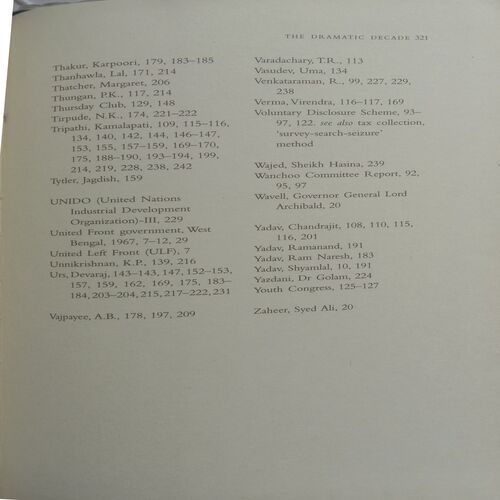 THE DRAMATIC DECADE 321
Thakur, Karpoori, 179, 183–185
Thanhawla, Lal, 171, 214
Thatcher, Margaret, 206
Thungan, P.K., 117, 214
Thursday Club, 129, 148
Tirpude, N.K., 174, 221–222
Tripathi, Kamalapati, 109, 115–116,
134, 140, 142, 144, 146–147,
153, 155, 157–159, 169–170,
175, 188–190, 193–194, 199,
214, 219, 228, 238, 242
Tytler, Jagdish, 159
UNIDO (United Nations
Industrial Development
Organization)-III, 229
United Front government, West
Bengal, 1967, 7–12, 29
United Left Front (ULF), 7
Unnikrishnan, K.P., 139, 216
Urs, Devaraj, 143–143, 147, 152–153,
157, 159, 162, 169, 175, 183–
184, 203–204, 215, 217–222, 231
Vajpayee, A.B., 178, 197, 209
Varadachary, T.R., 113
Vasudev, Uma, 134
Venkataraman, R., 99, 227, 229,
238
Verma, Virendra, 116–117, 169
Voluntary Disclosure Scheme, 93–
97, 122. see also tax collection,
'survey-search-seizure'
method
Wajed, Sheikh Hasina, 239
Wanchoo Committee Report, 92,
95, 97
Wavell, Governor General Lord
Archibald, 20
Yadav, Chandrajit, 108, 110, 115,
116, 201
Yadav, Ramanand, 191
Yadav, Ram Naresh, 183
Yadav, Shyamlal, 10, 191
Yazdani, Dr Golam, 224
Youth Congress, 125–127
Zaheer, Syed Ali, 20